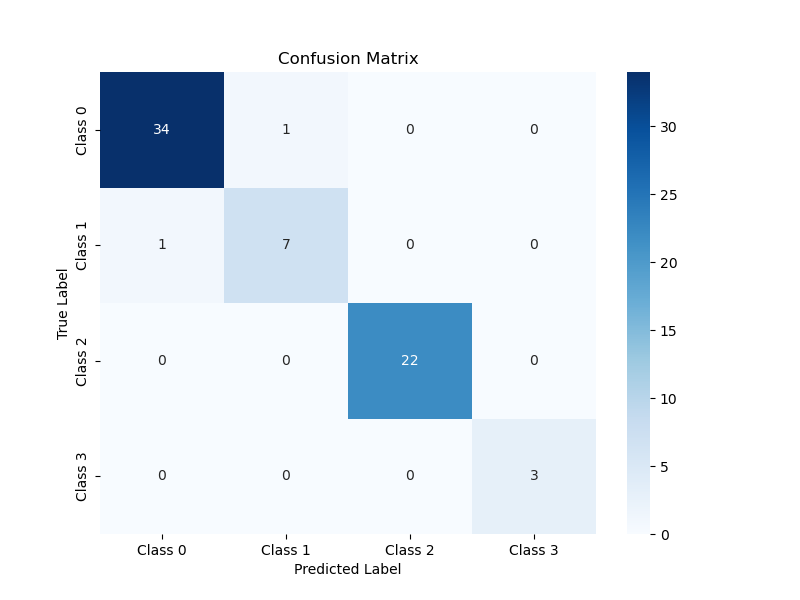 Confusion Matrix
True Label
Class 0
34 1 0 0
Class 1
1 7 0 0
Class 2
0 0 22 0
Class 3
0 0 0 3
Class 0 Class 1 Class 2 Class 3
Predicted Label
30
25
20
15
10
5
0